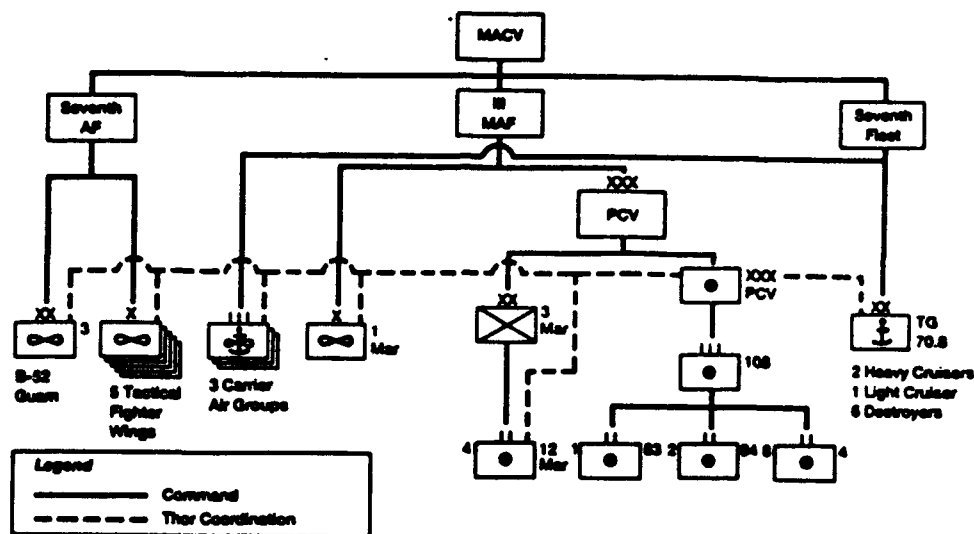 MACV
Seventh
AF
III
MAF
Seventh
Fleet
XXX
PCV
XX
3
B-52
Guam
X
5 Tactical
Fighter
Wings
3 Carrier
Air Groups
X
1
Mar
XX
3
Mar
XXX
PCV
XX
TG
70.8
2 Heavy Cruisers
1 Light Cruiser
6 Destroyers
108
4
12
Mar
1
83
2
94
8
4
Legend
Command
Thor Coordination